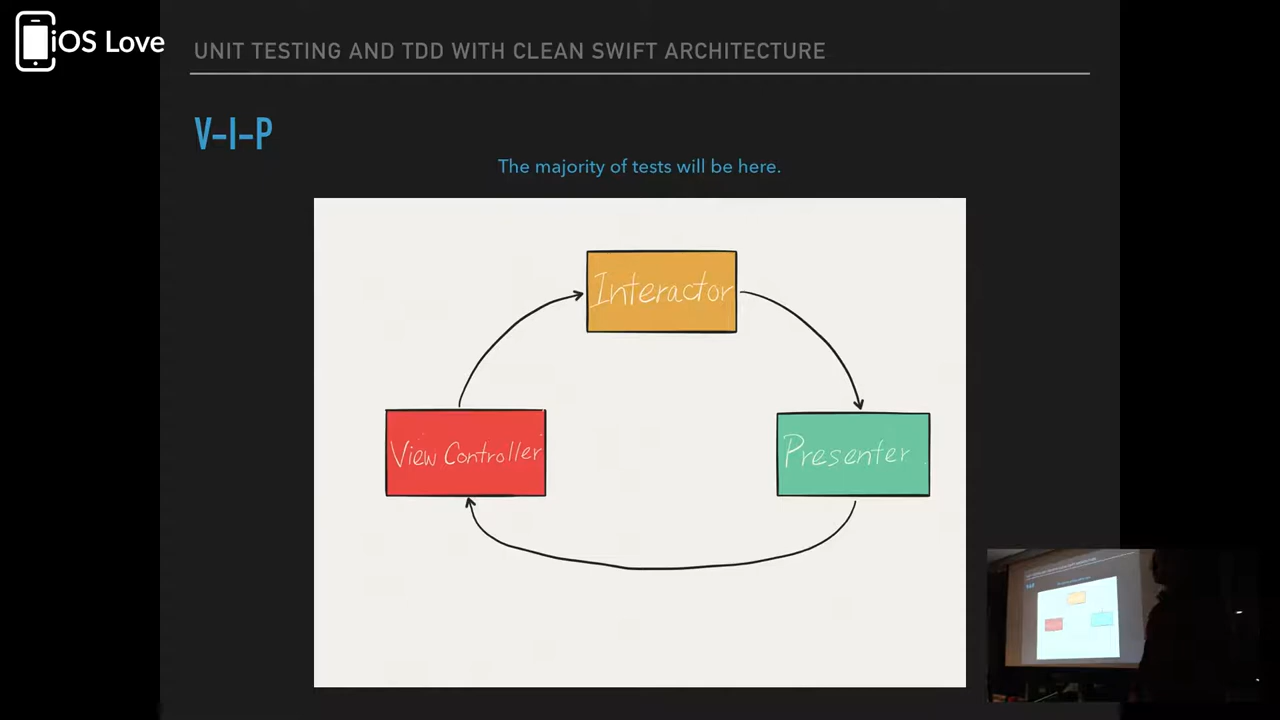 iOS Love
UNIT TESTING AND TDD WITH CLEAN SWIFT ARCHITECTURE
V-I-P
The majority of tests will be here.
Interactor
View Controller
Presenter